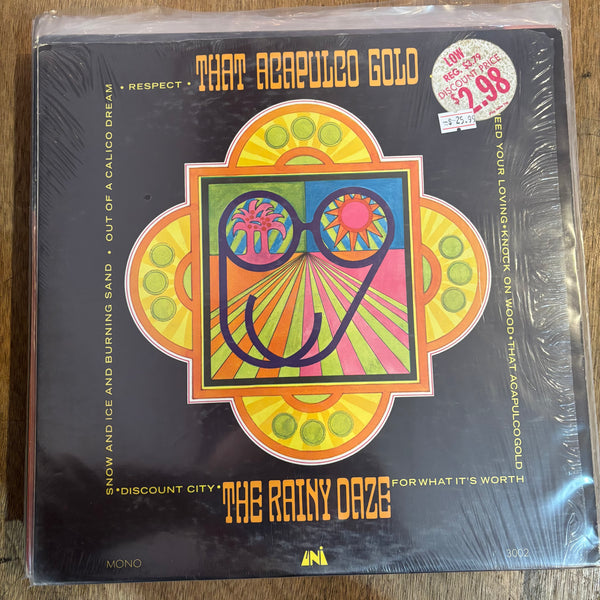 THAT ACAPULCO GOLD
• RESPECT •
LOW
REG. $3.79
DISCOUNT PRICE
$2.98
$ 25.99
SNOW AND ICE AND BURNING SAND • OUT OF A CALICO DREAM
EED YOUR LOVING • KNOCK ON WOOD • THAT ACAPULCO GOLD
• DISCOUNT CITY •
THE RAINY DAZE
FOR WHAT IT'S WORTH
MONO
UNI
3002